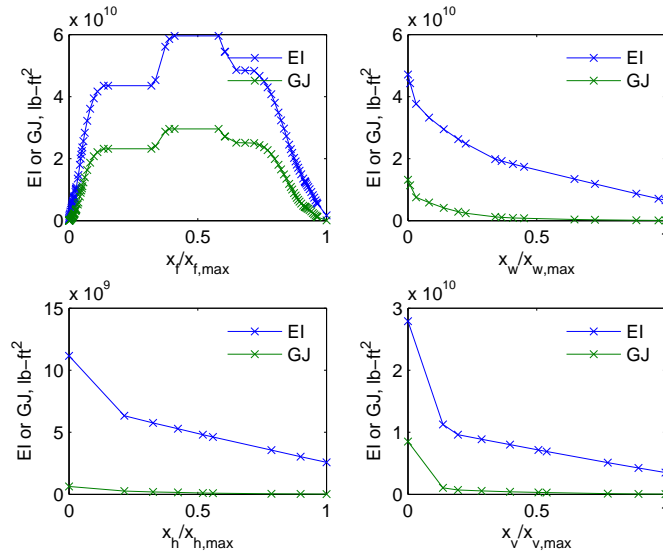 x 10^10
6
4
2
0
EI or GJ, lb−ft^2
0
0.5
1
x_f/x_f,max
EI
GJ
x 10^10
6
4
2
0
EI or GJ, lb−ft^2
0
0.5
x_w/x_w,max
EI
GJ
x 10^9
15
10
5
0
EI or GJ, lb−ft^2
0
0.5
1
x_h/x_h,max
EI
GJ
x 10^10
3
2
1
0
EI or GJ, lb−ft^2
0
0.5
x_v/x_v,max
EI
GJ